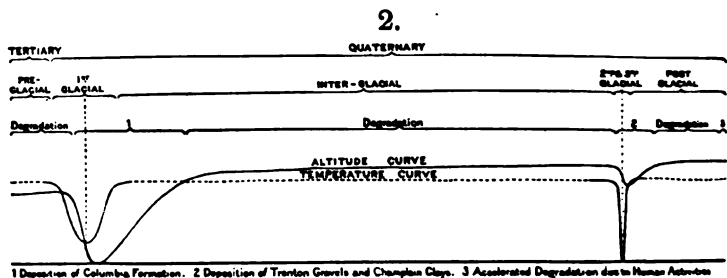 2.
TERTIARY QUATERNARY
PRE-GLACIAL 1ST GLACIAL INTER-GLACIAL 2ND & 3RD GLACIAL POST GLACIAL
Degradation 1 Degradation 2 Degradation 3
ALTITUDE CURVE
TEMPERATURE CURVE
1 Deposition of Columbia Formation. 2 Deposition of Trenton Gravels and Champlain Clays. 3 Accelerated Degradation due to Human Activities